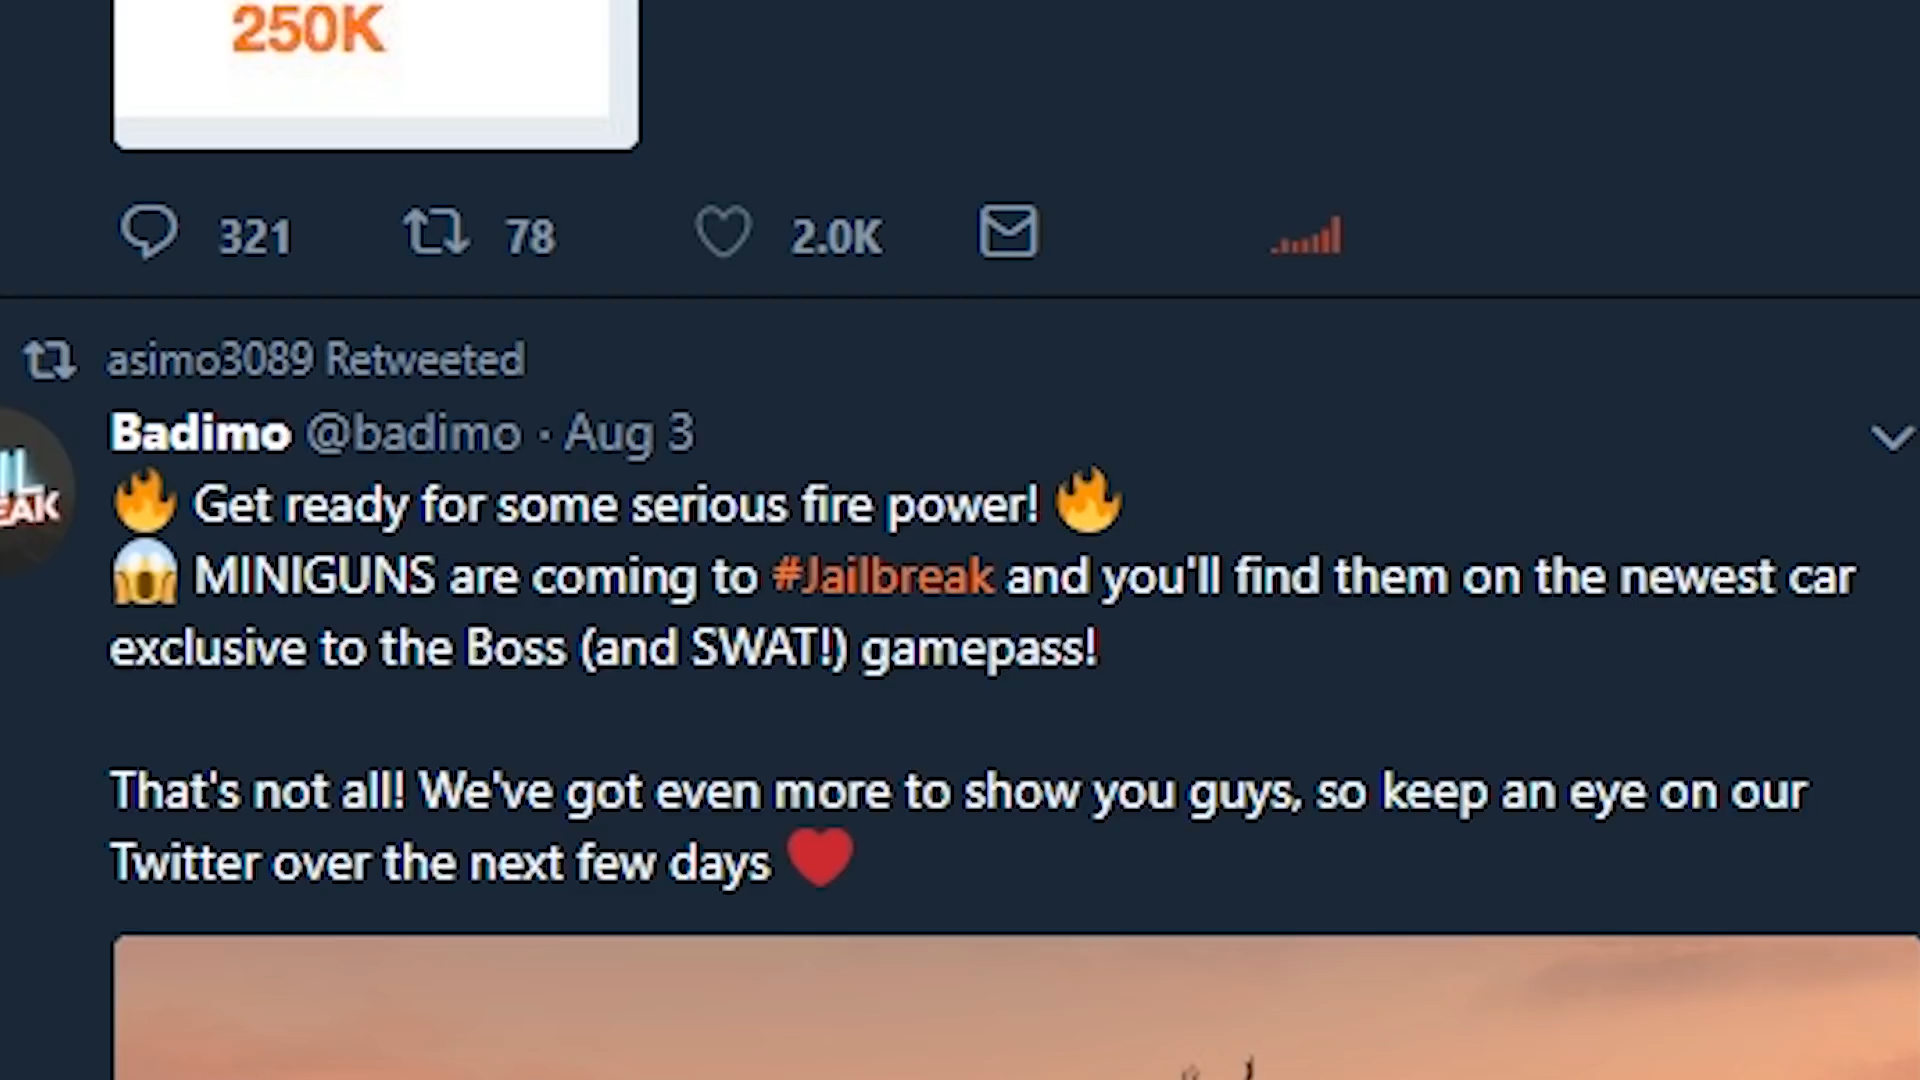 250K
321 78 2.0K
asimo3089 Retweeted
Badimo @badimo · Aug 3
🔥 Get ready for some serious fire power! 🔥
😱 MINIGUNS are coming to #Jailbreak and you'll find them on the newest car
exclusive to the Boss (and SWAT!) gamepass!
That's not all! We've got even more to show you guys, so keep an eye on our
Twitter over the next few days ❤️